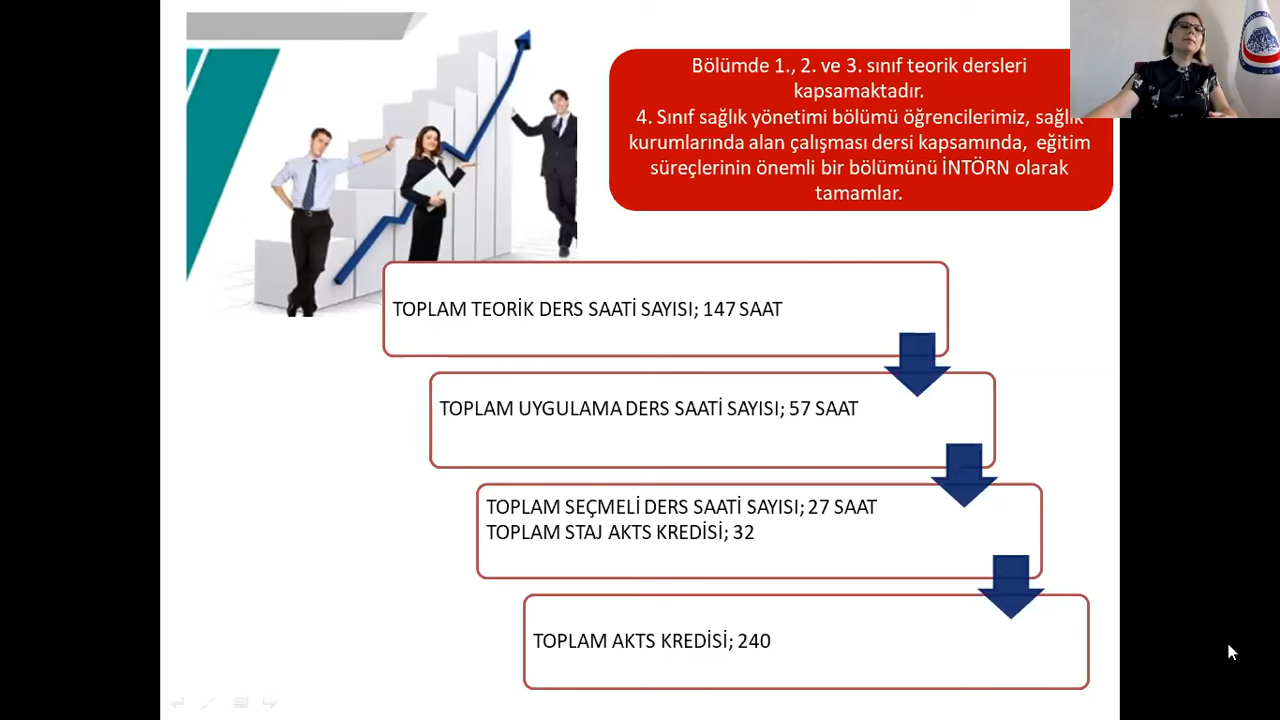 Bölümde 1., 2. ve 3. sınıf teorik dersleri
kapsamaktadır.
4. Sınıf sağlık yönetimi bölümü öğrencilerimiz, sağlık
kurumlarında alan çalışması dersi kapsamında, eğitim
süreçlerinin önemli bir bölümünü İNTÖRN olarak
tamamlar.
TOPLAM TEORİK DERS SAATİ SAYISI; 147 SAAT
TOPLAM UYGULAMA DERS SAATİ SAYISI; 57 SAAT
TOPLAM SEÇMELİ DERS SAATİ SAYISI; 27 SAAT
TOPLAM STAJ AKTS KREDİSİ; 32
TOPLAM AKTS KREDİSİ; 240